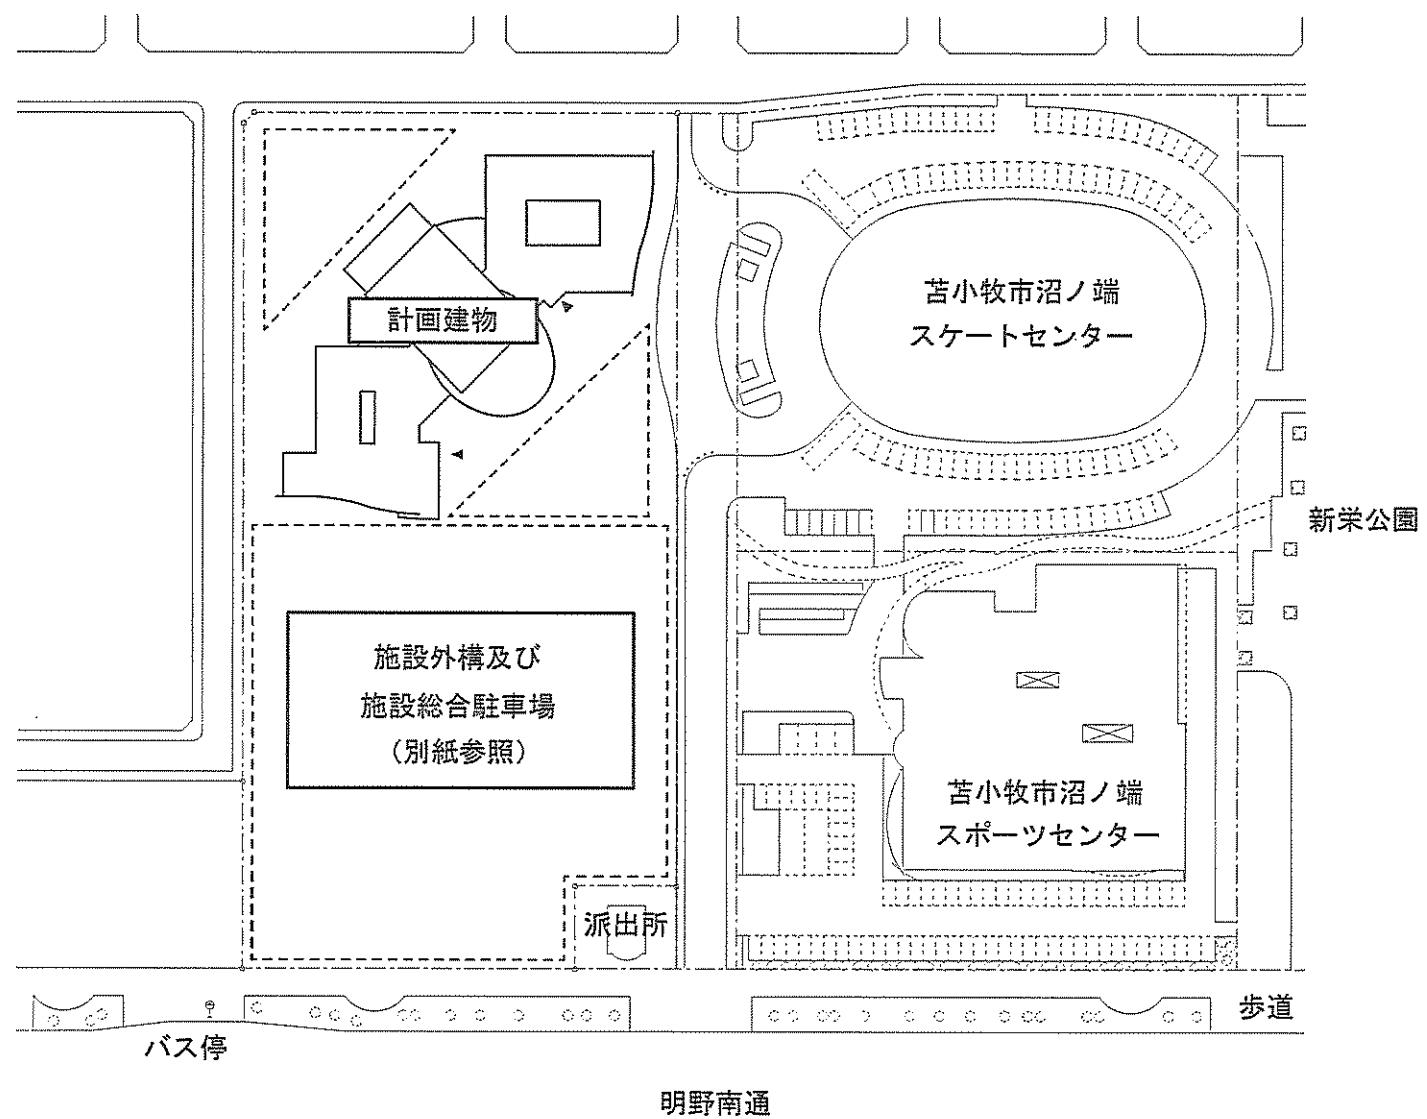 苫小牧市沼ノ端
スケートセンター
計画建物
新栄公園
施設外構及び
施設総合駐車場
（別紙参照）
苫小牧市沼ノ端
スポーツセンター
派出所
歩道
バス停
明野南通